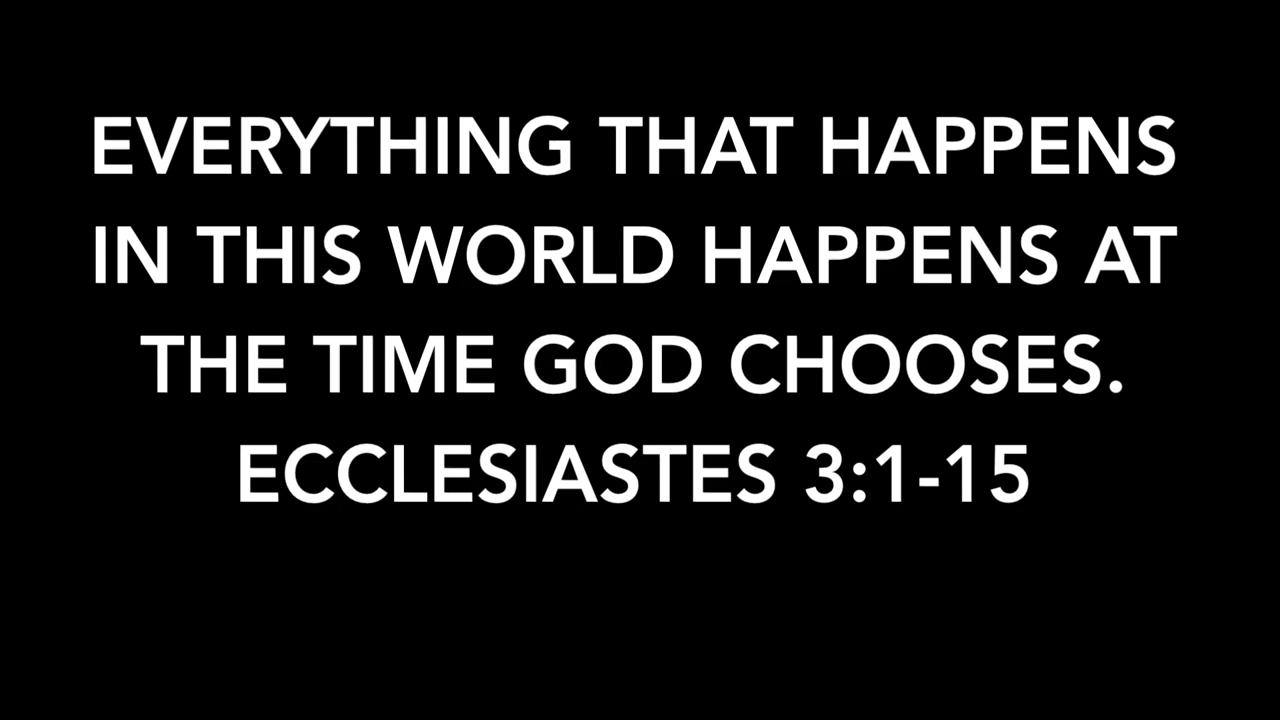 EVERYTHING THAT HAPPENS
IN THIS WORLD HAPPENS AT
THE TIME GOD CHOOSES.
ECCLESIASTES 3:1-15